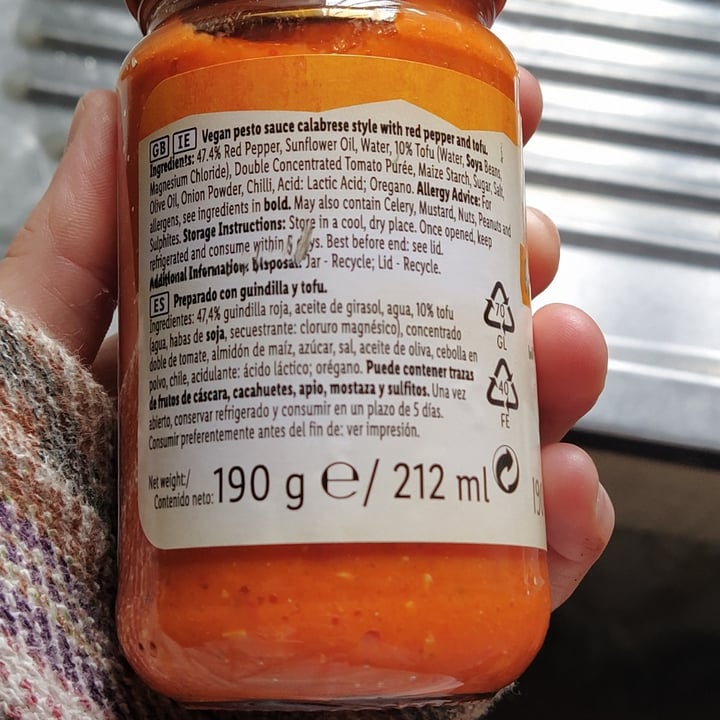 GB IE Vegan pesto sauce calabrese style with red pepper and tofu.
Ingredients: 47.4% Red Pepper, Sunflower Oil, Water, 10% Tofu (Water, Soya Beans,
Magnesium Chloride), Double Concentrated Tomato Purée, Maize Starch, Sugar, Salt,
Olive Oil, Onion Powder, Chilli, Acid: Lactic Acid; Oregano. Allergy Advice: For
allergens, see ingredients in bold. May also contain Celery, Mustard, Nuts, Peanuts and
Sulphites. Storage Instructions: Store in a cool, dry place. Once opened, keep
refrigerated and consume within 5 days. Best before end: see lid.
Additional Information: Disposal: Jar - Recycle; Lid - Recycle.
ES Preparado con guindilla y tofu.
Ingredientes: 47,4% guindilla roja, aceite de girasol, agua, 10% tofu
(agua, habas de soja, secuestrante: cloruro magnésico), concentrado
doble de tomate, almidón de maíz, azúcar, sal, aceite de oliva, cebolla en
polvo, chile, acidulante: ácido láctico; orégano. Puede contener trazas
de frutos de cáscara, cacahuetes, apio, mostaza y sulfitos. Una vez
abierto, conservar refrigerado y consumir en un plazo de 5 días.
Consumir preferentemente antes del fin de: ver impresión.
70
GL
40
FE
Net weight:/
Contenido neto: 190 g e/ 212 ml